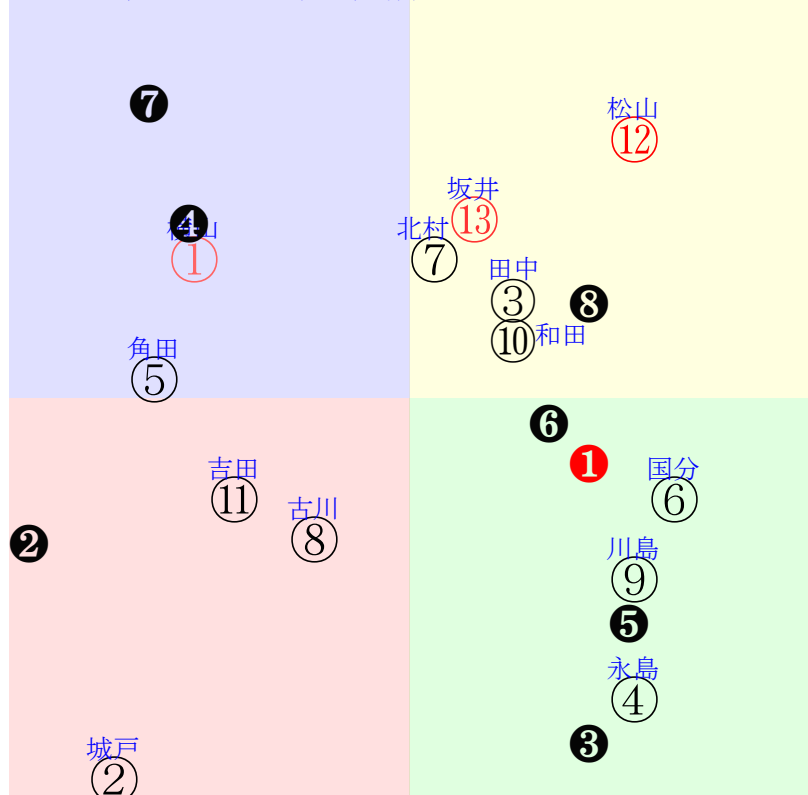 ❼
松山
⑫
坂井
⑬
❹
山
①
北村
⑦
田中
③
❽
⑩ 和田
角田
⑤
❻
❶
吉田
⑪
国分
⑥
古川
⑧
❷
川島
⑨
❺
永島
④
❸
城戸
②